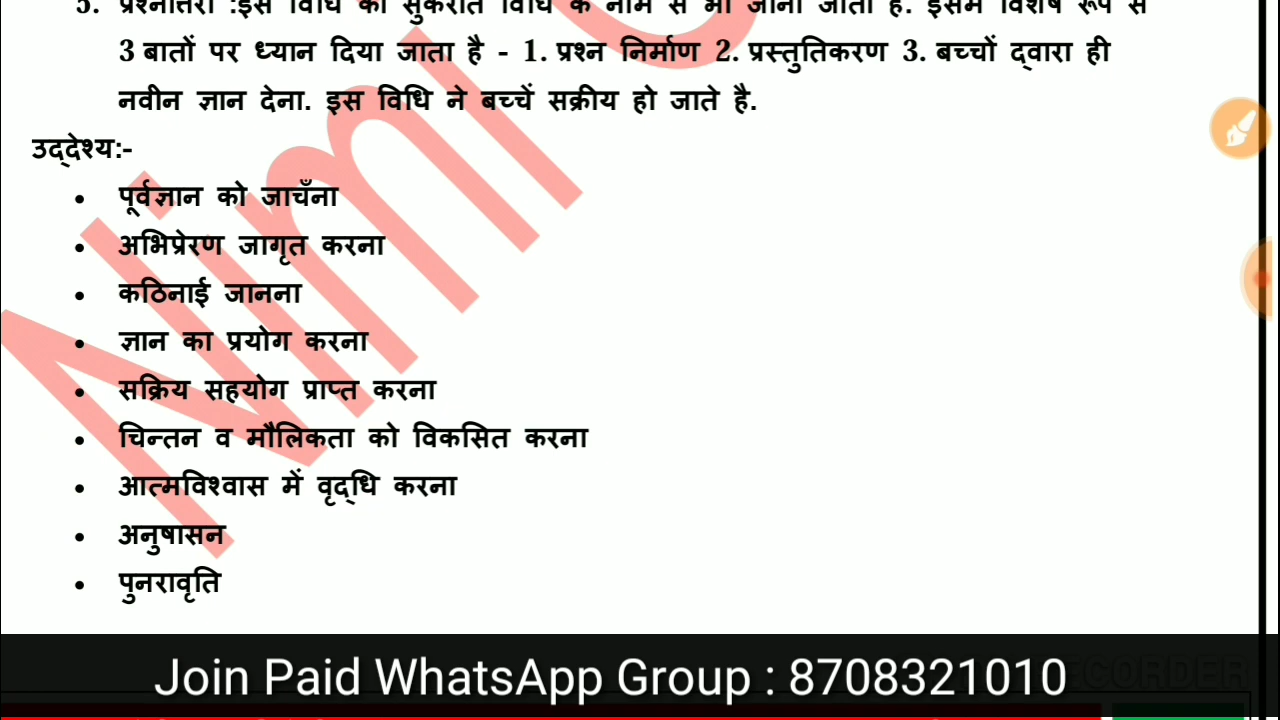 5. प्रश्नोत्तरी :इस विधि को सुकरात विधि के नाम से भी जाना जाता है. इसमें विशेष रूप से
3 बातों पर ध्यान दिया जाता है - 1. प्रश्न निर्माण 2. प्रस्तुतिकरण 3. बच्चों द्वारा ही
नवीन ज्ञान देना. इस विधि ने बच्चें सक्रीय हो जाते है.
उद्देश्य:-
• पूर्वज्ञान को जाचँना
• अभिप्रेरण जागृत करना
• कठिनाई जानना
• ज्ञान का प्रयोग करना
• सक्रिय सहयोग प्राप्त करना
• चिन्तन व मौलिकता को विकसित करना
• आत्मविश्वास में वृद्धि करना
• अनुषासन
• पुनरावृति
Nimi
Join Paid WhatsApp Group : 8708321010
RECORDER